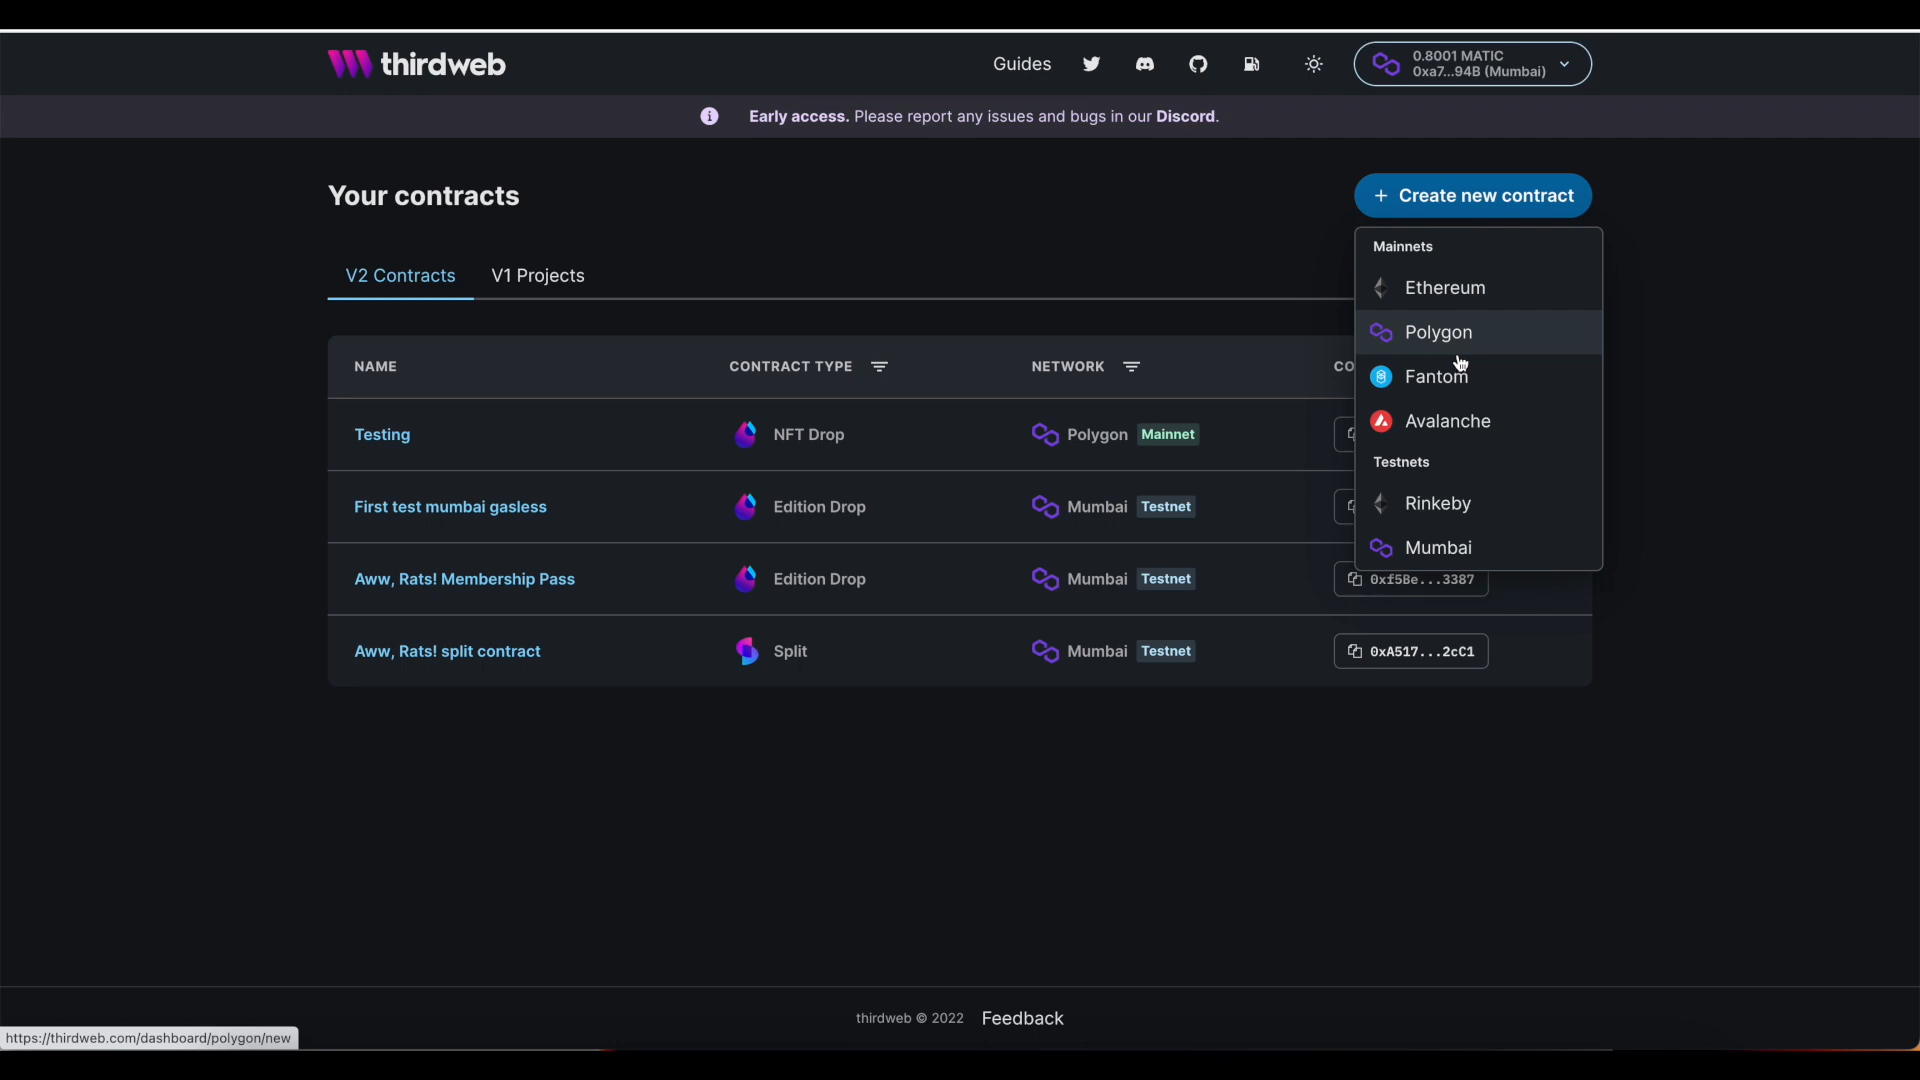 thirdweb
Guides
0.8001 MATIC
0xa7...94B (Mumbai)
Early access. Please report any issues and bugs in our Discord.
Your contracts
+ Create new contract
V2 Contracts
V1 Projects
Mainnets
Ethereum
Polygon
Fantom
Avalanche
Testnets
Rinkeby
Mumbai
NAME
CONTRACT TYPE
NETWORK
CO
Testing
NFT Drop
Polygon
Mainnet
First test mumbai gasless
Edition Drop
Mumbai
Testnet
Aww, Rats! Membership Pass
Edition Drop
Mumbai
Testnet
0xf5Be...3387
Aww, Rats! split contract
Split
Mumbai
Testnet
0xA517...2cC1
thirdweb © 2022
Feedback
https://thirdweb.com/dashboard/polygon/new